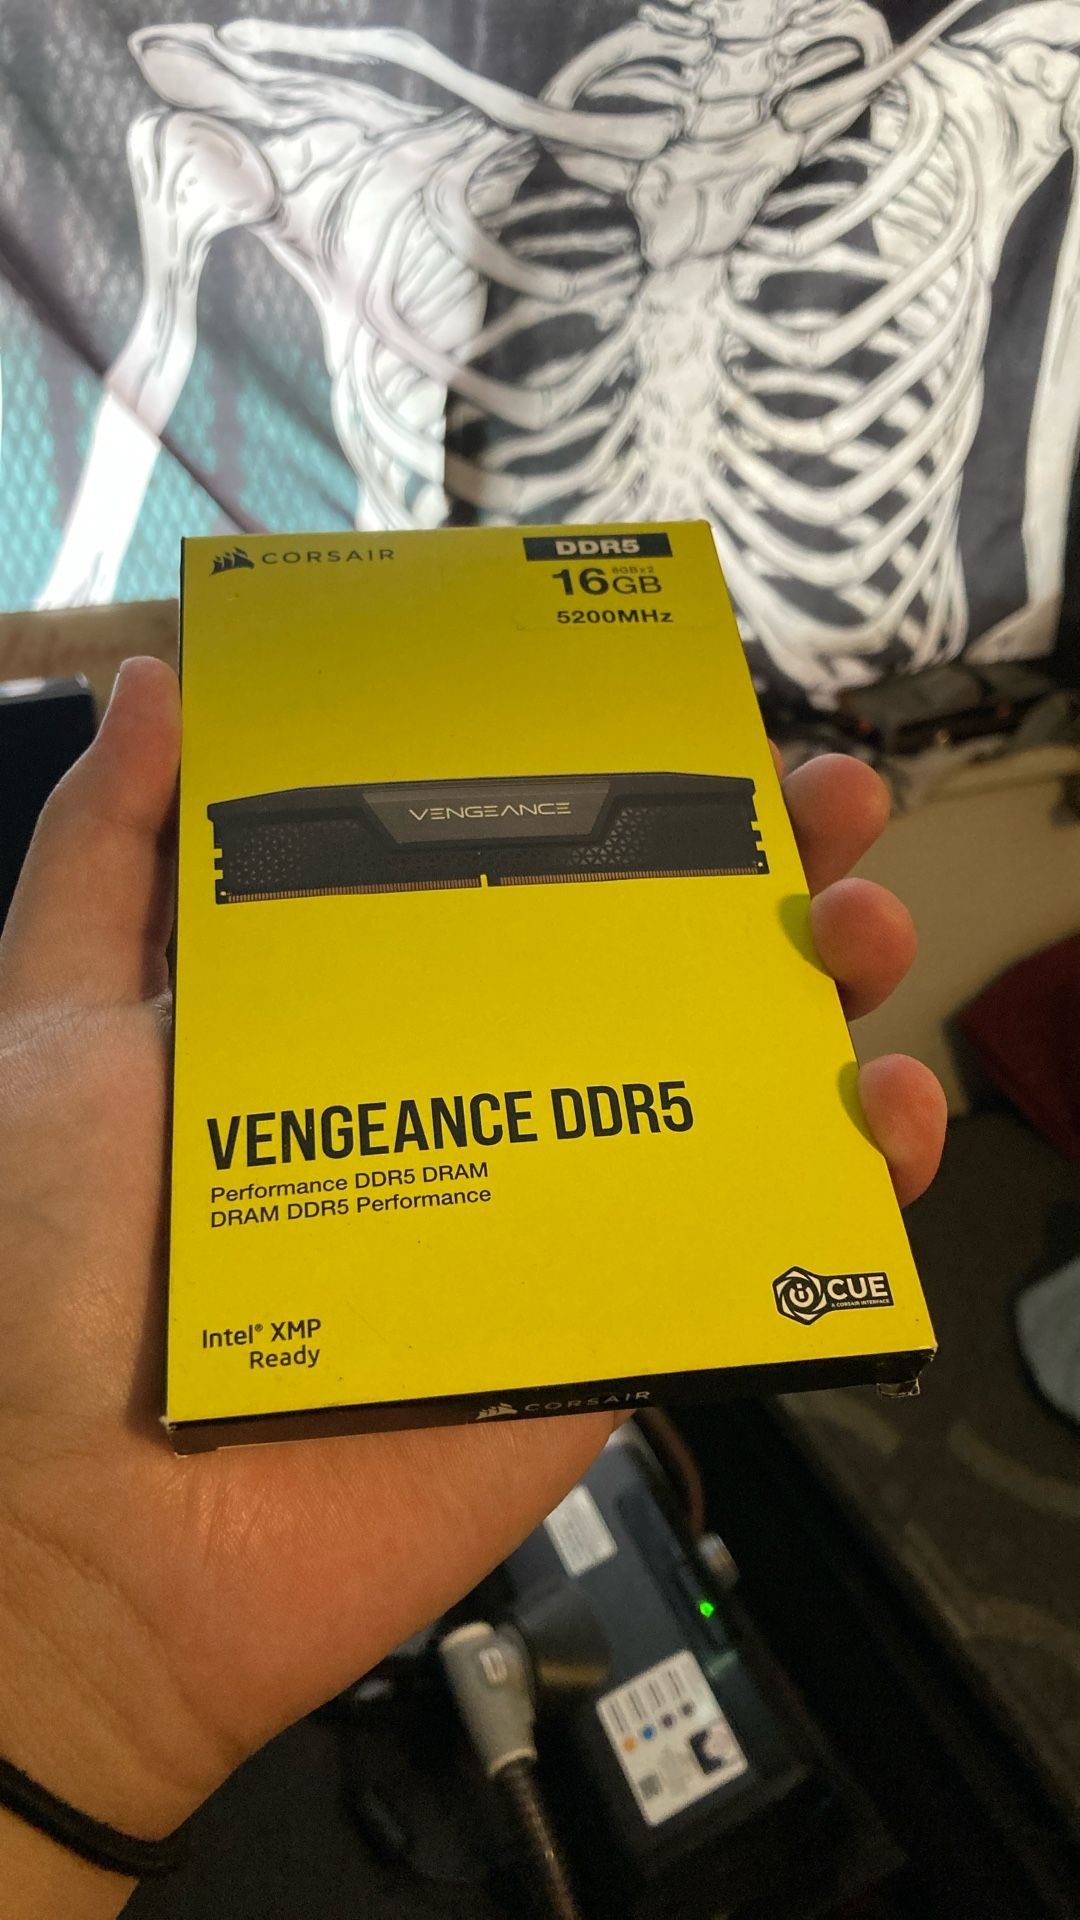 CORSAIR
DDR5
8GBx2
16GB
5200MHz
VENGEANCE
VENGEANCE DDR5
Performance DDR5 DRAM
DRAM DDR5 Performance
iCUE
A CORSAIR INTERFACE
Intel® XMP
Ready
CORSAIR